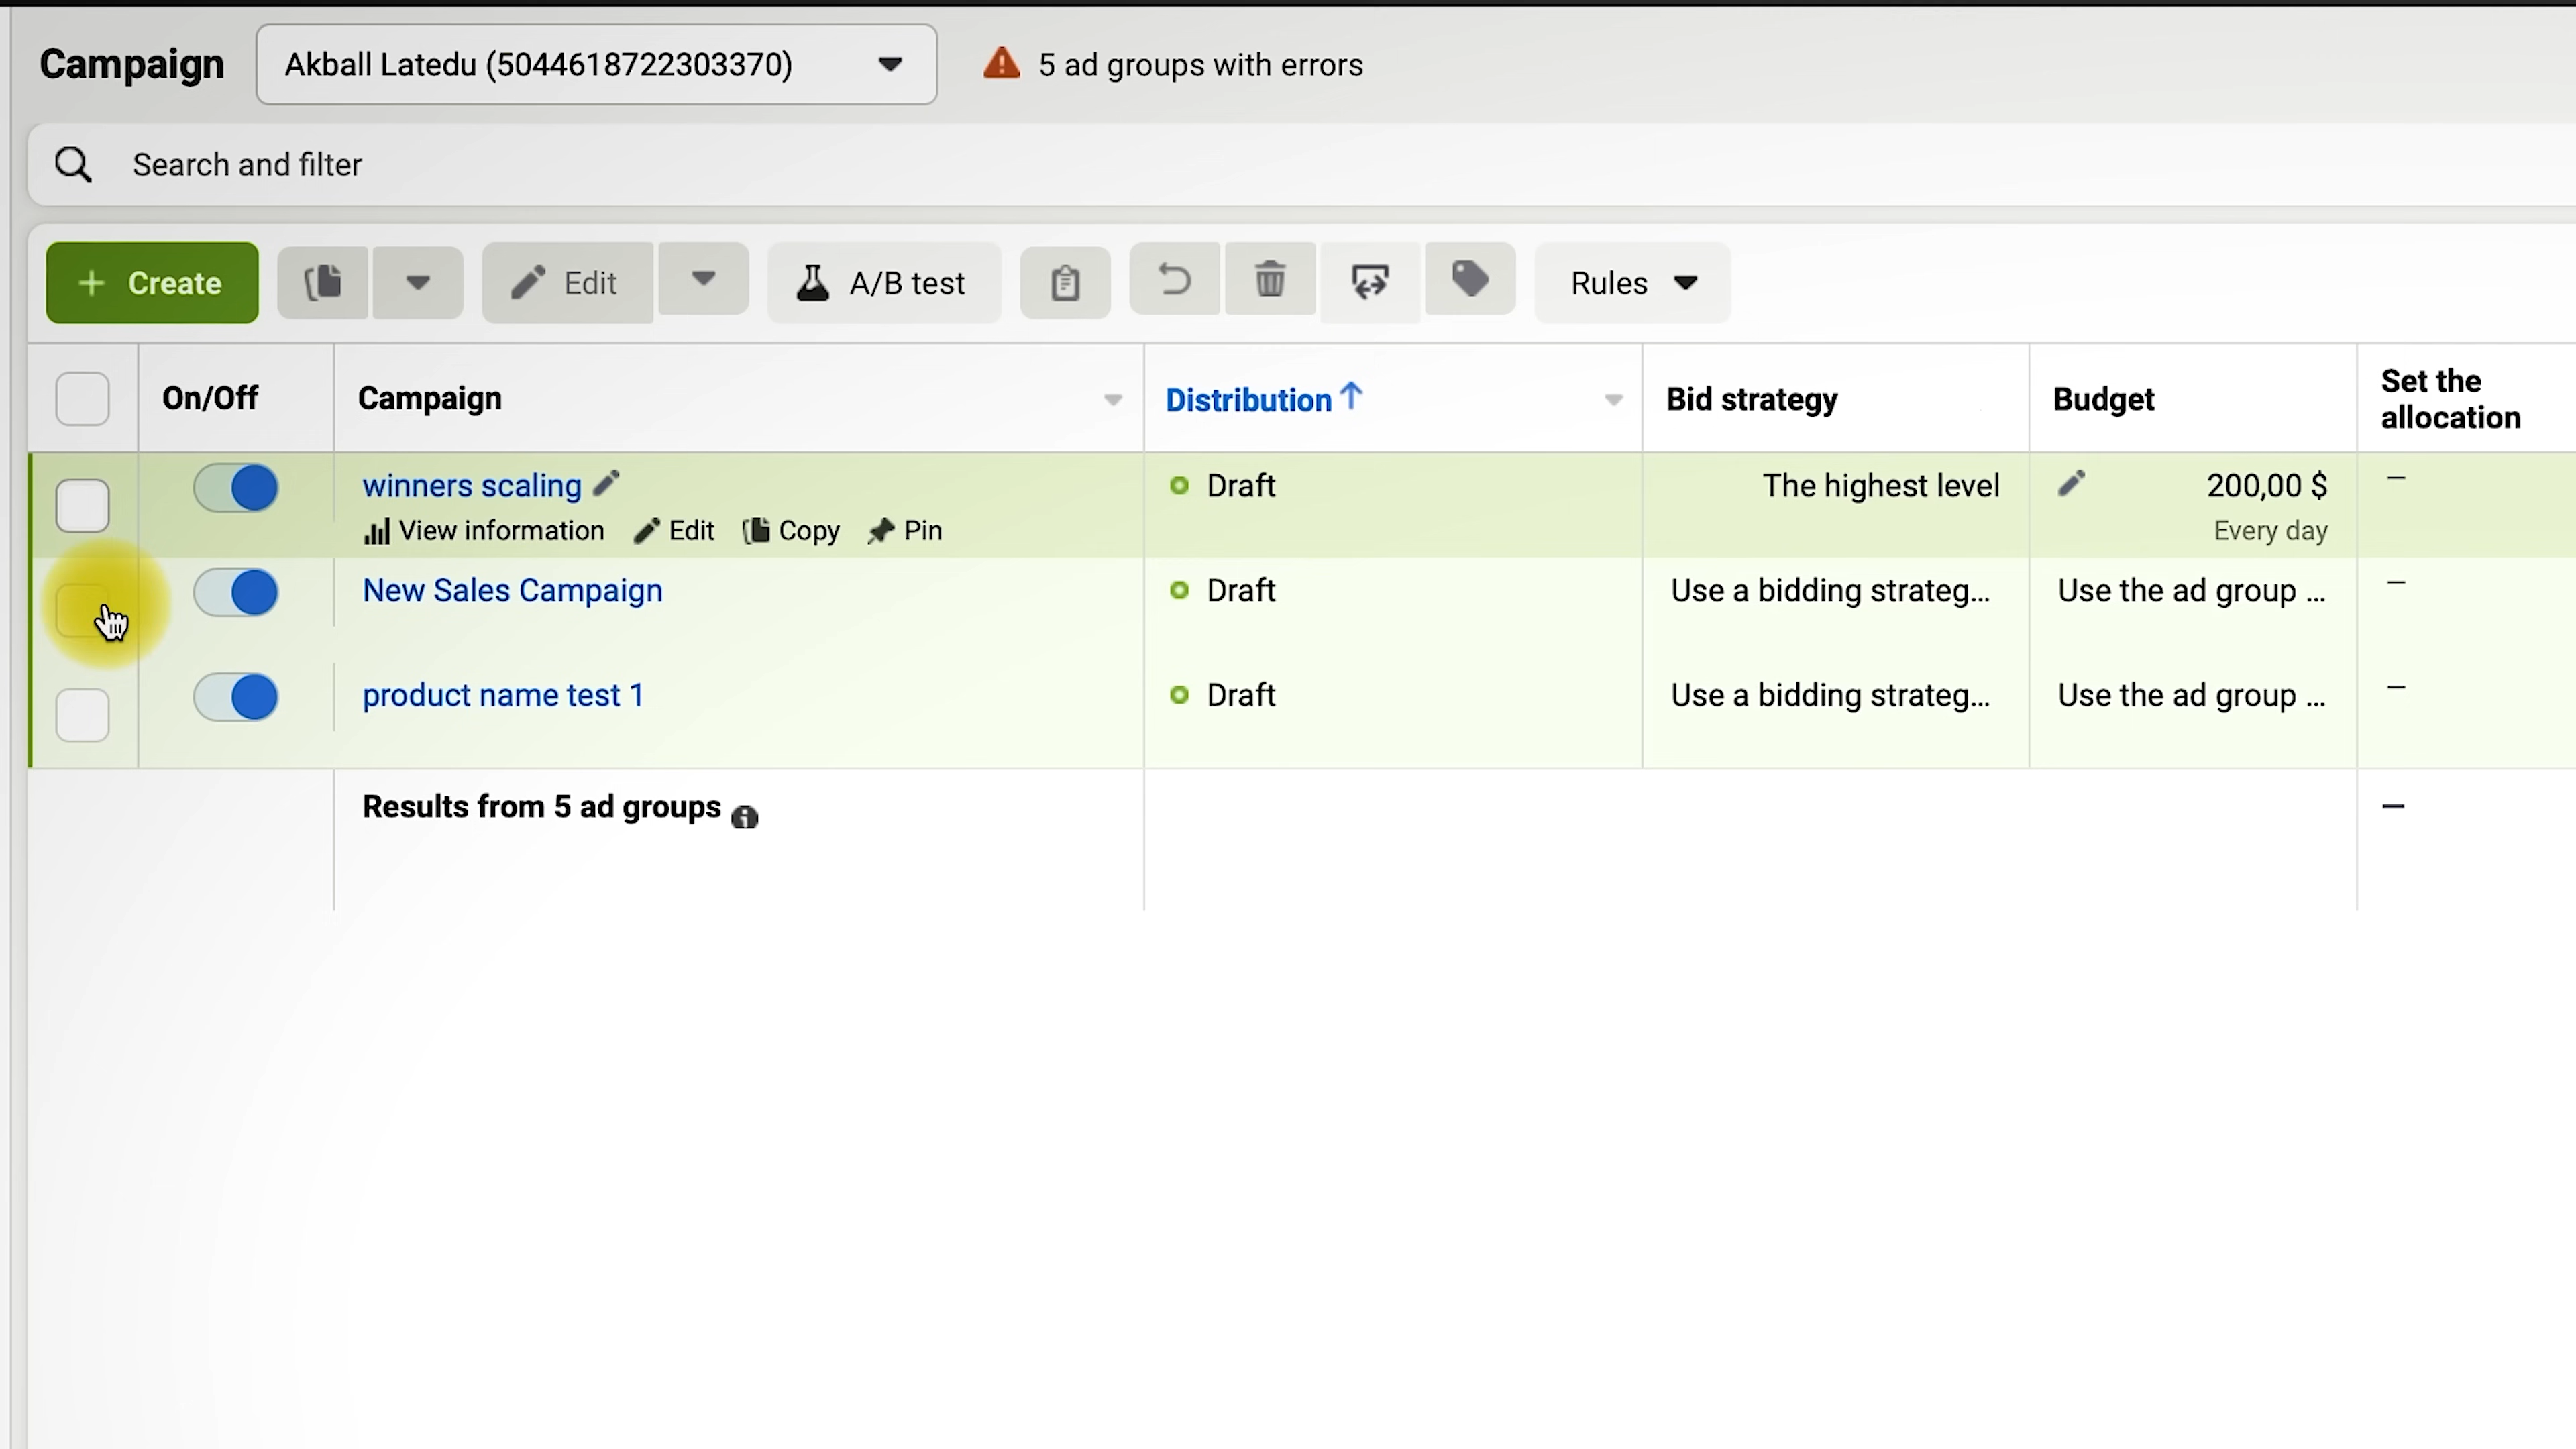 Campaign
Akball Latedu (5044618722303370)
5 ad groups with errors
Search and filter
+ Create
Edit
A/B test
Rules
On/Off
Campaign
Distribution ↑
Bid strategy
Budget
Set the
allocation
winners scaling
Draft
The highest level
200,00 $
—
View information
Edit
Copy
Pin
Every day
New Sales Campaign
Draft
Use a bidding strateg...
Use the ad group ...
—
product name test 1
Draft
Use a bidding strateg...
Use the ad group ...
—
Results from 5 ad groups
—